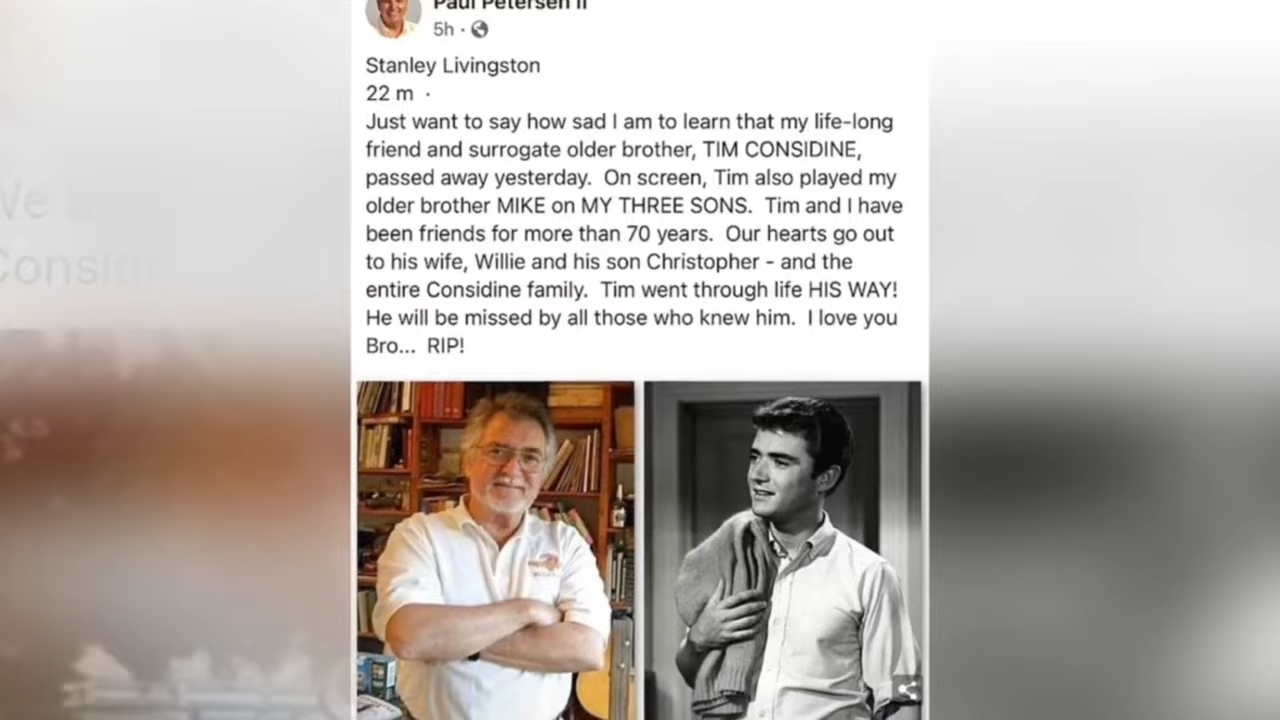 Paul Petersen II
5h ·
Stanley Livingston
22 m ·
Just want to say how sad I am to learn that my life-long
friend and surrogate older brother, TIM CONSIDINE,
passed away yesterday. On screen, Tim also played my
older brother MIKE on MY THREE SONS. Tim and I have
been friends for more than 70 years. Our hearts go out
to his wife, Willie and his son Christopher - and the
entire Considine family. Tim went through life HIS WAY!
He will be missed by all those who knew him. I love you
Bro... RIP!